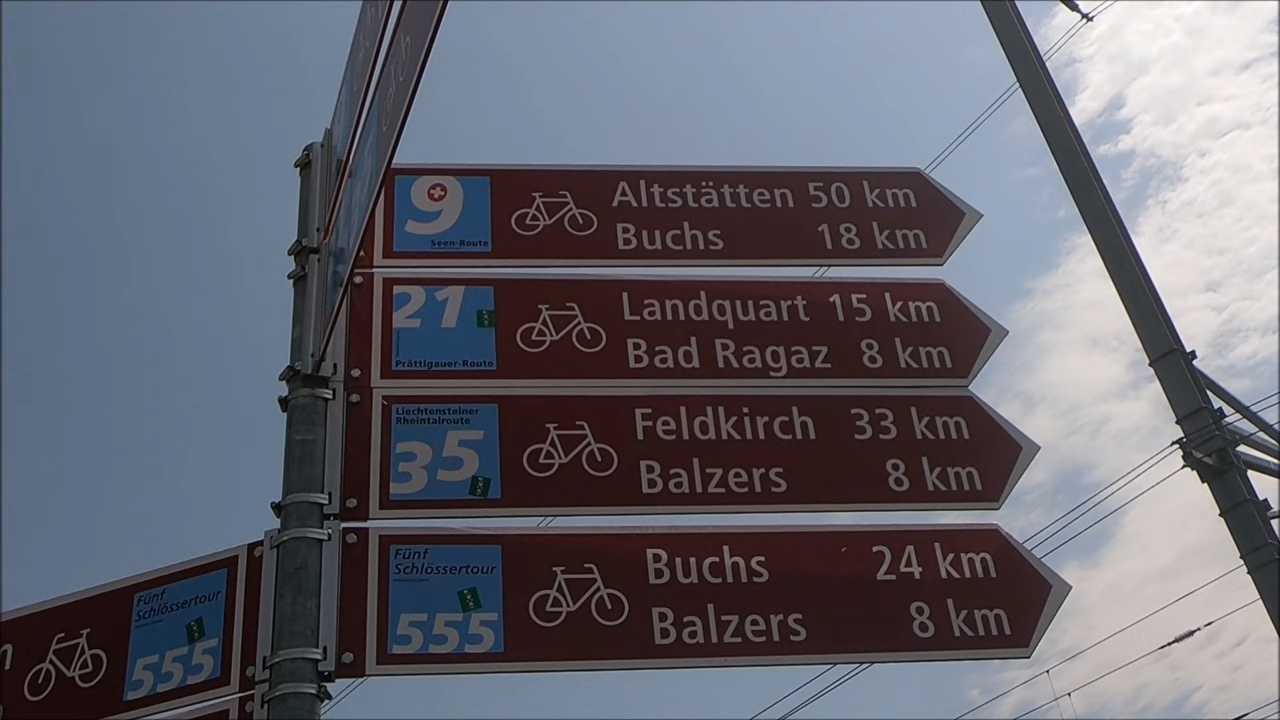 9
Seen-Route
Altstätten 50 km
Buchs 18 km
21
Prättigauer-Route
Landquart 15 km
Bad Ragaz 8 km
Liechtensteiner
Rheintalroute
35
Feldkirch 33 km
Balzers 8 km
Fünf
Schlössertour
555
Buchs 24 km
Balzers 8 km
Fünf
Schlössertour
555